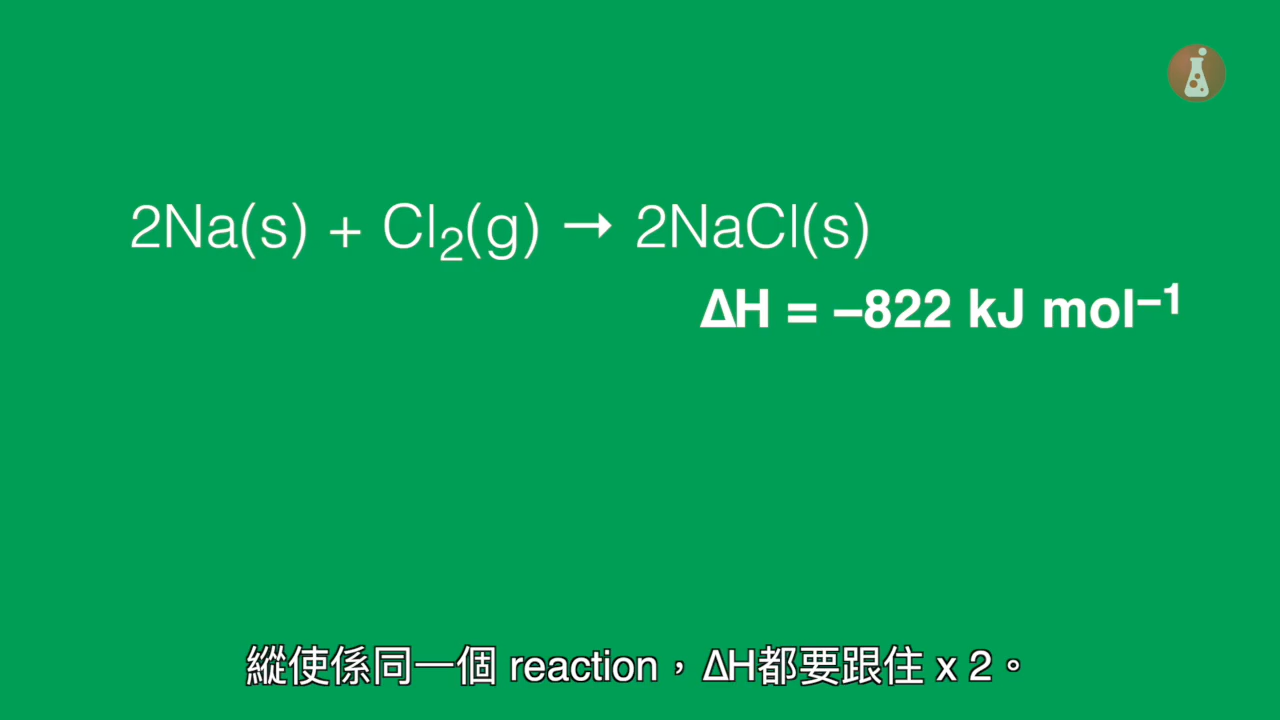 2Na(s) + Cl₂(g) → 2NaCl(s)
ΔH = –822 kJ mol⁻¹
縱使係同一個 reaction，ΔH都要跟住 x 2。